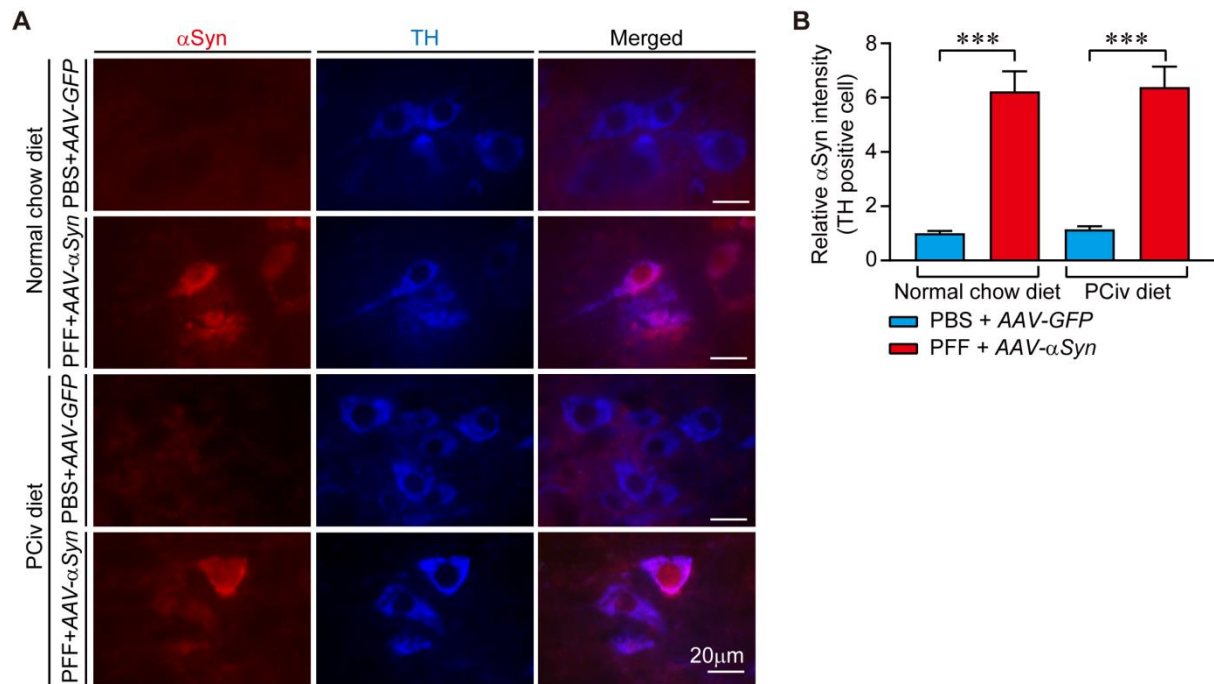 A
αSyn
TH
Merged
Normal chow diet
PBS+AAV-GFP
PFF+AAV-αSyn
PCiv diet
PBS+AAV-GFP
PFF+AAV-αSyn
20μm
B
Relative αSyn intensity
(TH positive cell)
8
6
4
2
0
***
***
Normal chow diet
PCiv diet
PBS + AAV-GFP
PFF + AAV-αSyn